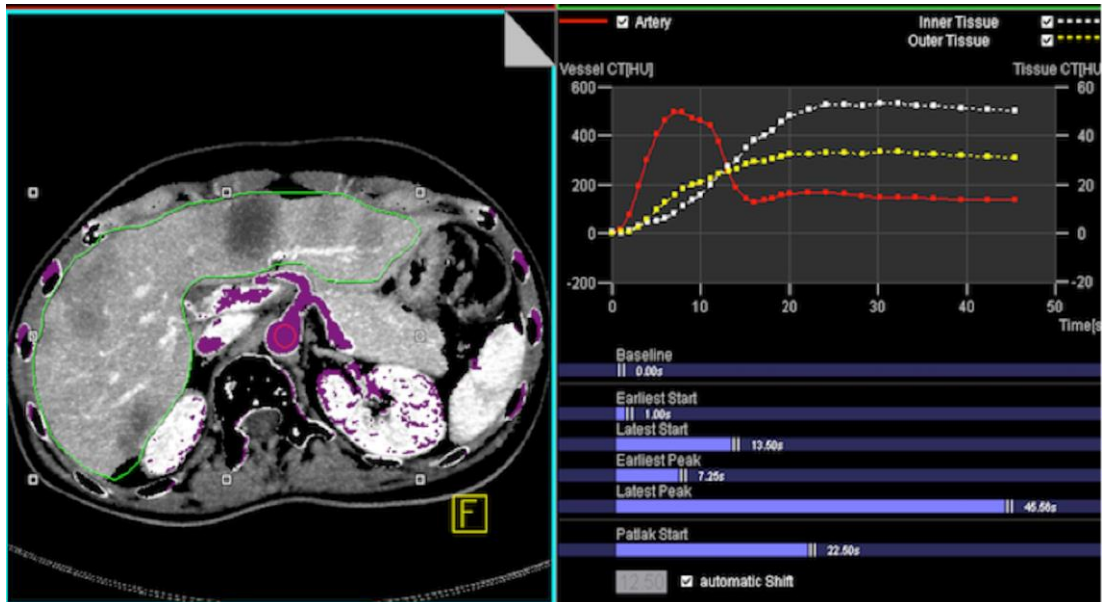 Artery
Inner Tissue
Outer Tissue
Vessel CT[HU]
Tissue CT[HU
600
60
400
40
200
20
0
0
-200
-20
0
10
20
30
40
50
Time[s
Baseline
0.00s
Earliest Start
1.00s
Latest Start
13.50s
Earliest Peak
7.25s
Latest Peak
45.56s
Patlak Start
22.50s
12.50
automatic Shift
F